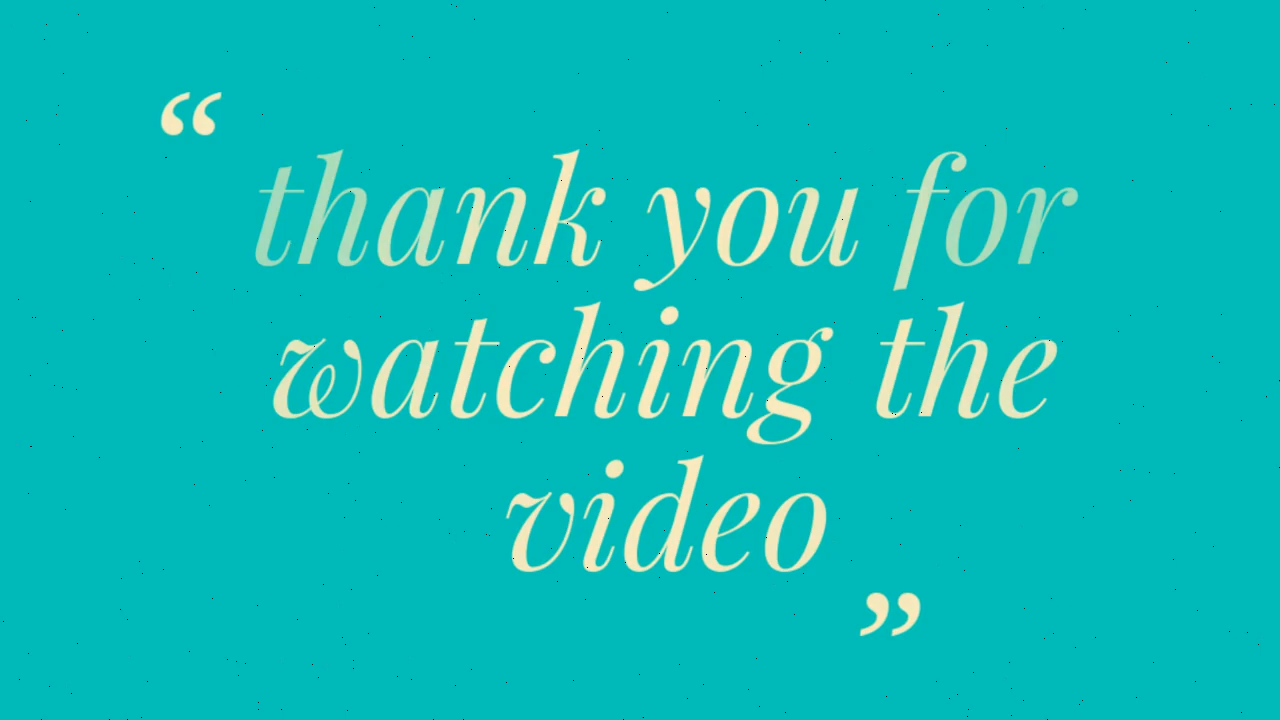 “
thank you for
watching the
video
”